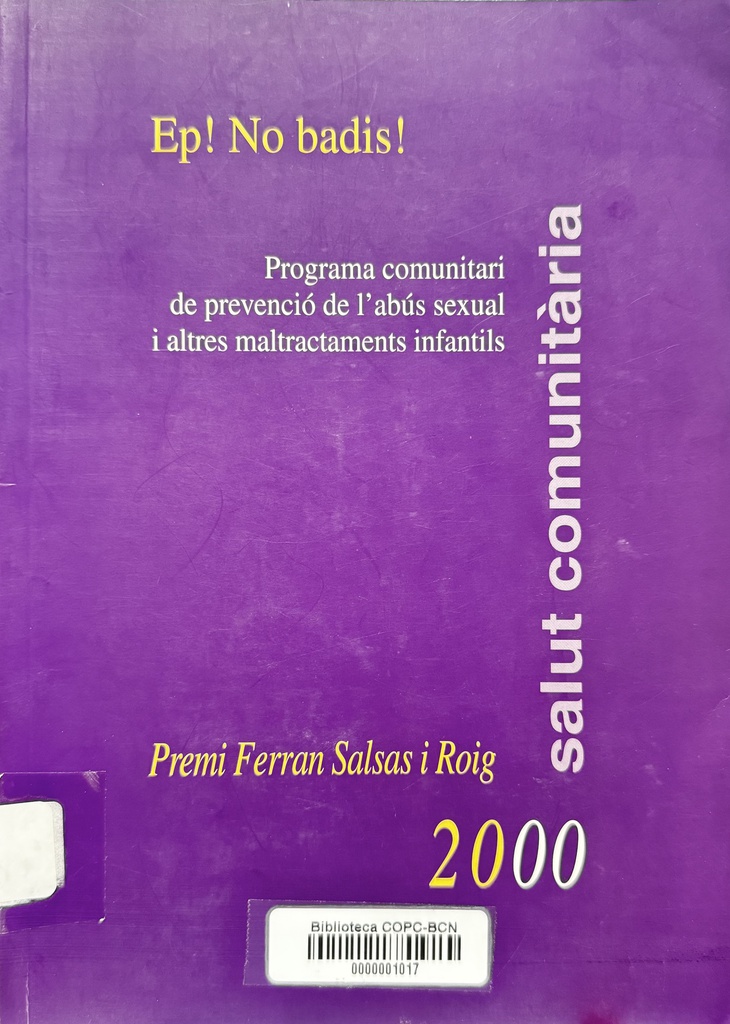 Ep! No badis!
Programa comunitari
de prevenció de l'abús sexual
i altres maltractaments infantils
salut comunitària
Premi Ferran Salsas i Roig
2000
Biblioteca COPC-BCN
0000001017